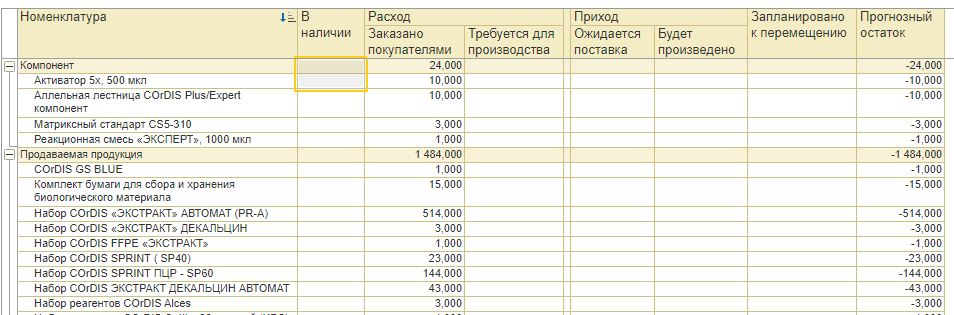 Номенклатура В наличии Расход Приход Запланировано к перемещению Прогнозный остаток
Заказано покупателями Требуется для производства Ожидается поставка Будет произведено
Компонент 24,000 -24,000
Активатор 5x, 500 мкл 10,000 -10,000
Аллельная лестница COrDIS Plus/Expert 10,000 -10,000
компонент
Матриксный стандарт CS5-310 3,000 -3,000
Реакционная смесь «ЭКСПЕРТ», 1000 мкл 1,000 -1,000
Продаваемая продукция 1 484,000 -1 484,000
COrDIS GS BLUE 1,000 -1,000
Комплект бумаги для сбора и хранения 15,000 -15,000
биологического материала
Набор COrDIS «ЭКСТРАКТ» АВТОМАТ (PR-A) 514,000 -514,000
Набор COrDIS «ЭКСТРАКТ» ДЕКАЛЬЦИН 3,000 -3,000
Набор COrDIS FFPE «ЭКСТРАКТ» 1,000 -1,000
Набор COrDIS SPRINT ( SP40) 23,000 -23,000
Набор COrDIS SPRINT ПЦР - SP60 144,000 -144,000
Набор COrDIS ЭКСТРАКТ ДЕКАЛЬЦИН АВТОМАТ 43,000 -43,000
Набор реагентов COrDIS Alces 3,000 -3,000